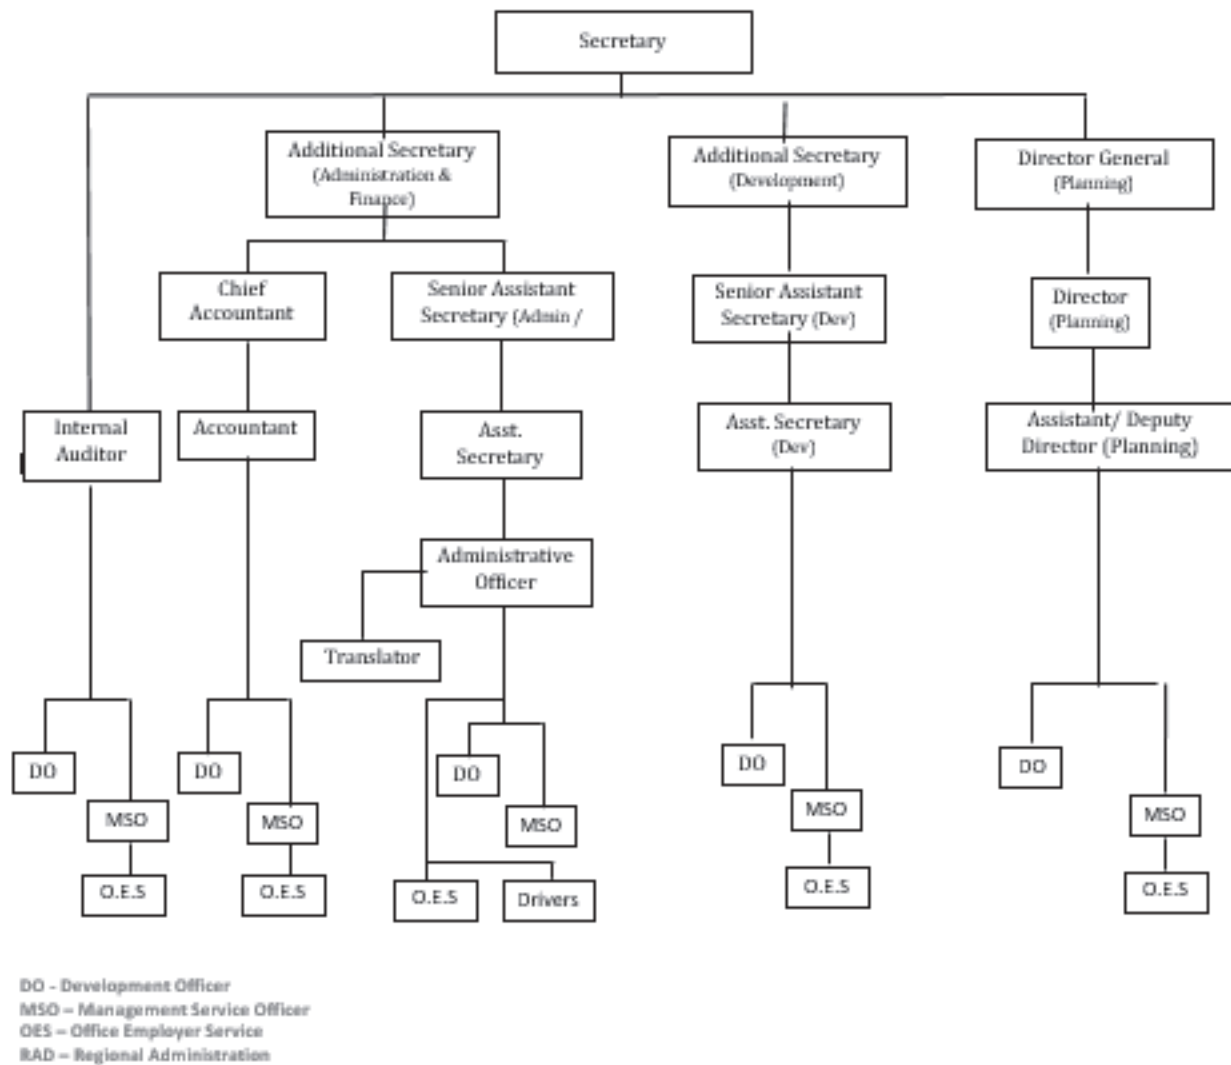 Secretary
Additional Secretary
(Administration &
Finance)
Additional Secretary
(Development)
Director General
(Planning)
Chief
Accountant
Senior Assistant
Secretary (Admin /
Senior Assistant
Secretary (Dev)
Director
(Planning)
Internal
Auditor
Accountant
Asst.
Secretary
Asst. Secretary
(Dev)
Assistant/ Deputy
Director (Planning)
Administrative
Officer
Translator
DO
MSO
O.E.S
DO
MSO
O.E.S
DO
MSO
O.E.S
Drivers
DO
MSO
O.E.S
DO
MSO
O.E.S
DO - Development Officer
MSO – Management Service Officer
OES – Office Employer Service
RAD – Regional Administration